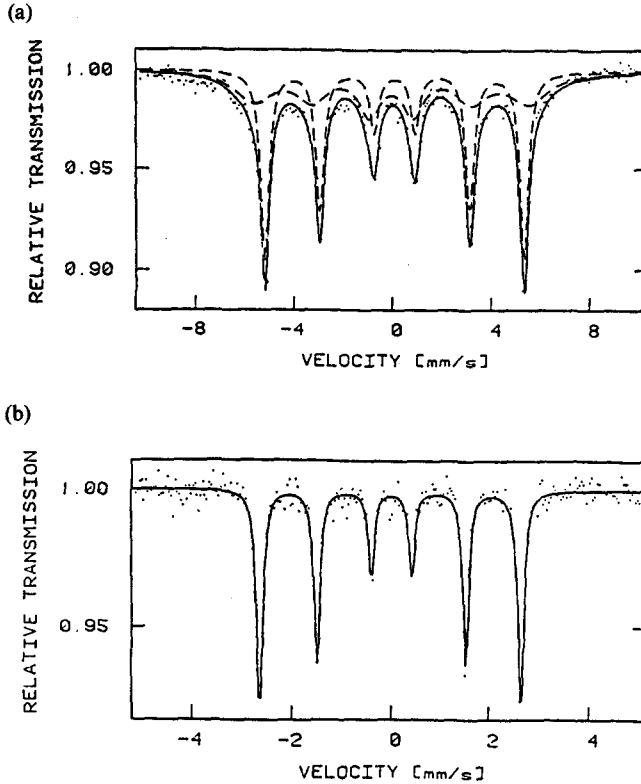 (a)
RELATIVE TRANSMISSION
1.00
0.95
0.90
-8
-4
0
4
8
VELOCITY [mm/s]
(b)
RELATIVE TRANSMISSION
1.00
0.95
-4
-2
0
2
4
VELOCITY [mm/s]